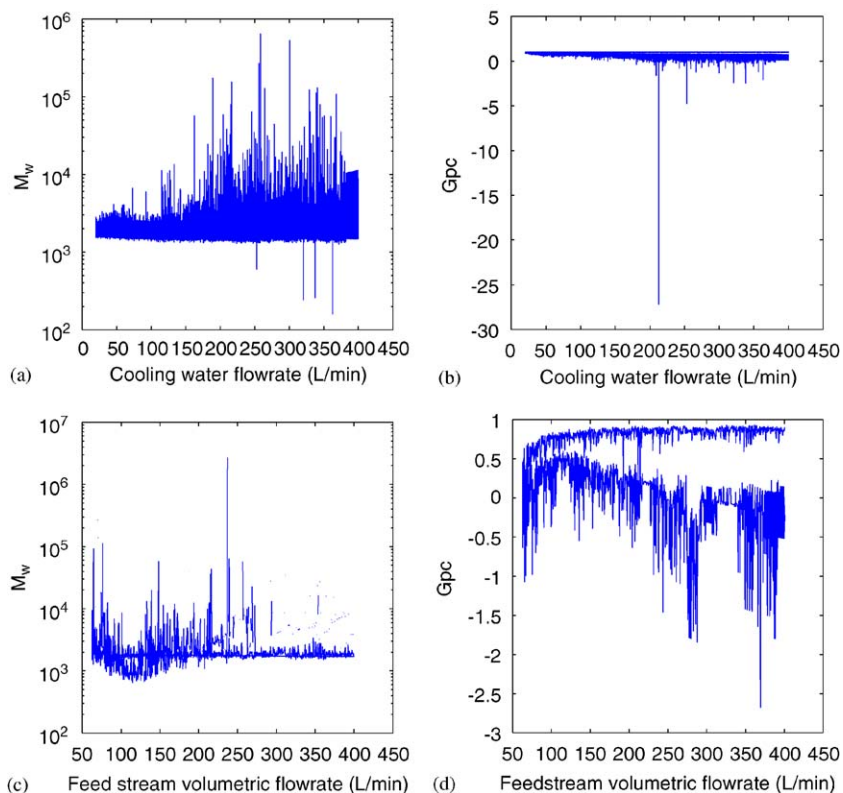 10^6
10^5
10^4
10^3
10^2
M_w
0 50 100 150 200 250 300 350 400 450
(a) Cooling water flowrate (L/min)
5
0
-5
-10
-15
-20
-25
-30
Gpc
0 50 100 150 200 250 300 350 400 450
(b) Cooling water flowrate (L/min)
10^7
10^6
10^5
10^4
10^3
10^2
M_w
50 100 150 200 250 300 350 400 450
(c) Feed stream volumetric flowrate (L/min)
1
0.5
0
-0.5
-1
-1.5
-2
-2.5
-3
Gpc
50 100 150 200 250 300 350 400 450
(d) Feedstream volumetric flowrate (L/min)